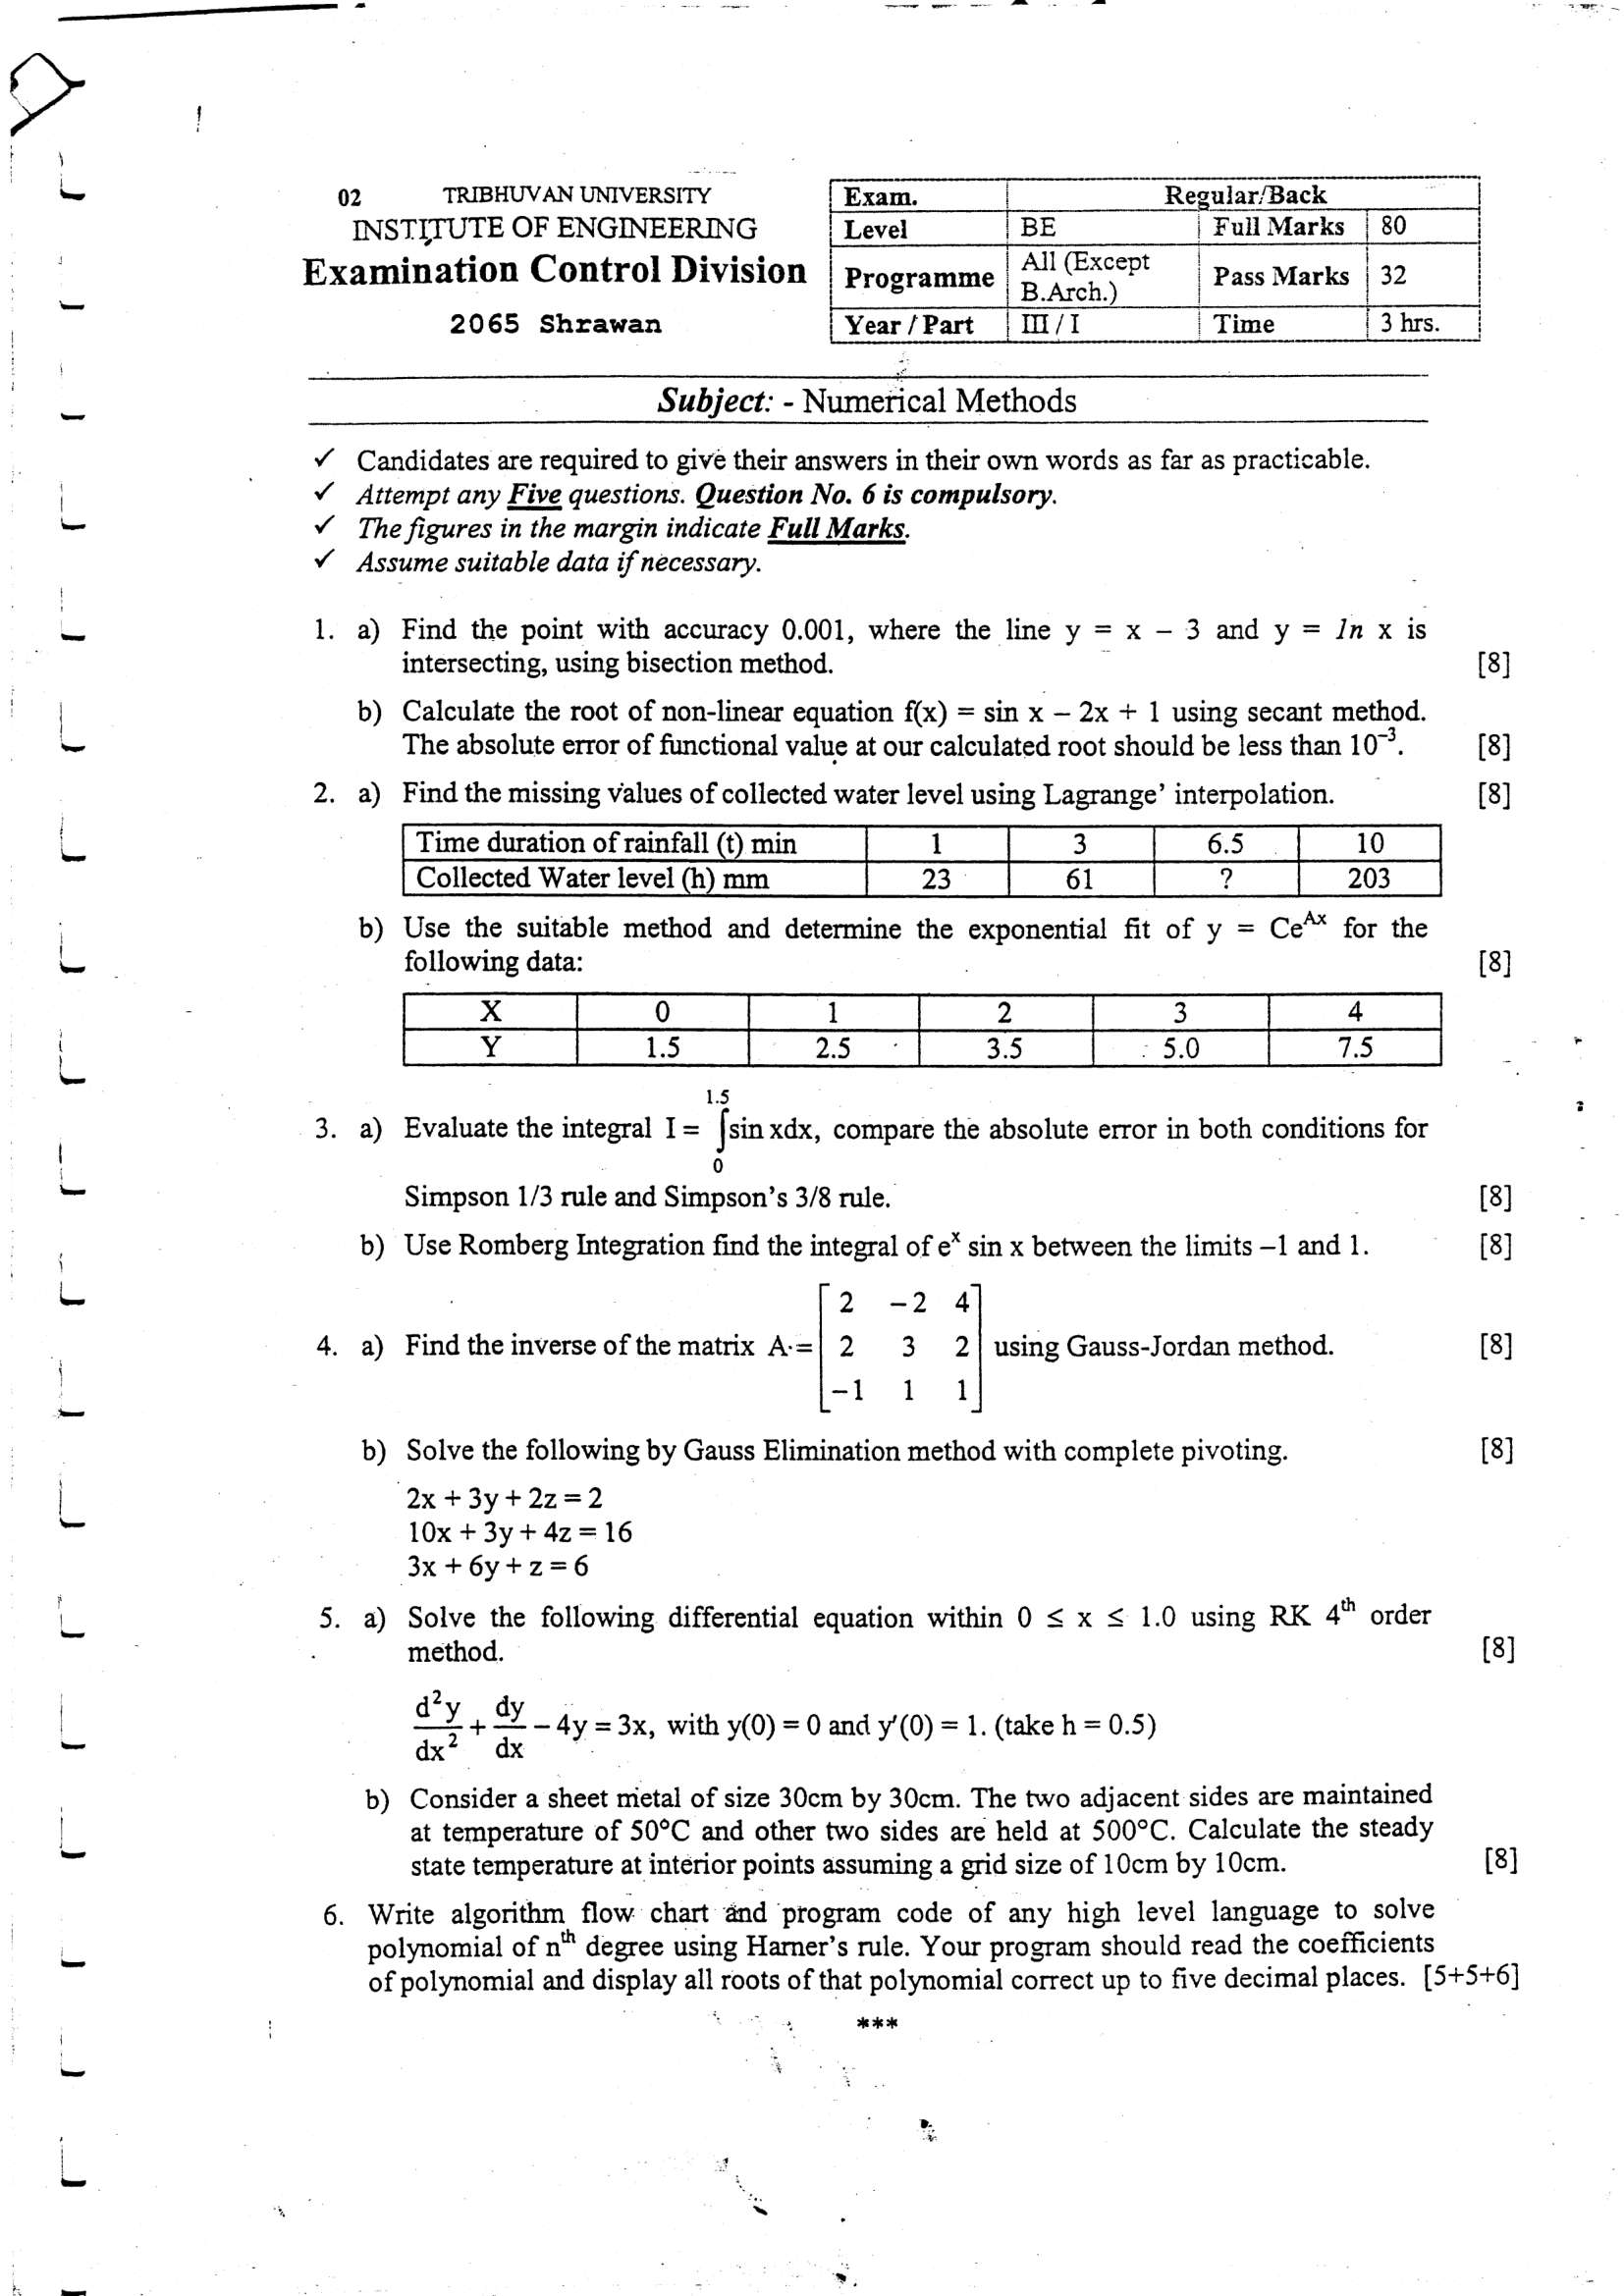 02 TRIBHUVAN UNIVERSITY
INSTITUTE OF ENGINEERING
Examination Control Division
2065 Shrawan
Exam. Regular/Back
Level BE Full Marks 80
Programme All (Except B.Arch.) Pass Marks 32
Year / Part III / I Time 3 hrs.
Subject: - Numerical Methods
✓ Candidates are required to give their answers in their own words as far as practicable.
✓ Attempt any Five questions. Question No. 6 is compulsory.
✓ The figures in the margin indicate Full Marks.
✓ Assume suitable data if necessary.
1. a) Find the point with accuracy 0.001, where the line y = x – 3 and y = ln x is
intersecting, using bisection method. [8]
b) Calculate the root of non-linear equation f(x) = sin x – 2x + 1 using secant method.
The absolute error of functional value at our calculated root should be less than 10⁻³. [8]
2. a) Find the missing values of collected water level using Lagrange’ interpolation. [8]
Time duration of rainfall (t) min 1 3 6.5 10
Collected Water level (h) mm 23 61 ? 203
b) Use the suitable method and determine the exponential fit of y = Ce^Ax for the
following data: [8]
X 0 1 2 3 4
Y 1.5 2.5 3.5 5.0 7.5
3. a) Evaluate the integral I = ∫₀^1.5 sin xdx, compare the absolute error in both conditions for
Simpson 1/3 rule and Simpson’s 3/8 rule. [8]
b) Use Romberg Integration find the integral of eˣ sin x between the limits –1 and 1. [8]
2 –2 4
4. a) Find the inverse of the matrix A = 2 3 2 using Gauss-Jordan method. [8]
–1 1 1
b) Solve the following by Gauss Elimination method with complete pivoting. [8]
2x + 3y + 2z = 2
10x + 3y + 4z = 16
3x + 6y + z = 6
5. a) Solve the following differential equation within 0 ≤ x ≤ 1.0 using RK 4th order
method. [8]
d²y/dx² + dy/dx – 4y = 3x, with y(0) = 0 and y′(0) = 1. (take h = 0.5)
b) Consider a sheet metal of size 30cm by 30cm. The two adjacent sides are maintained
at temperature of 50°C and other two sides are held at 500°C. Calculate the steady
state temperature at interior points assuming a grid size of 10cm by 10cm. [8]
6. Write algorithm flow chart and program code of any high level language to solve
polynomial of nth degree using Harner’s rule. Your program should read the coefficients
of polynomial and display all roots of that polynomial correct up to five decimal places. [5+5+6]
***